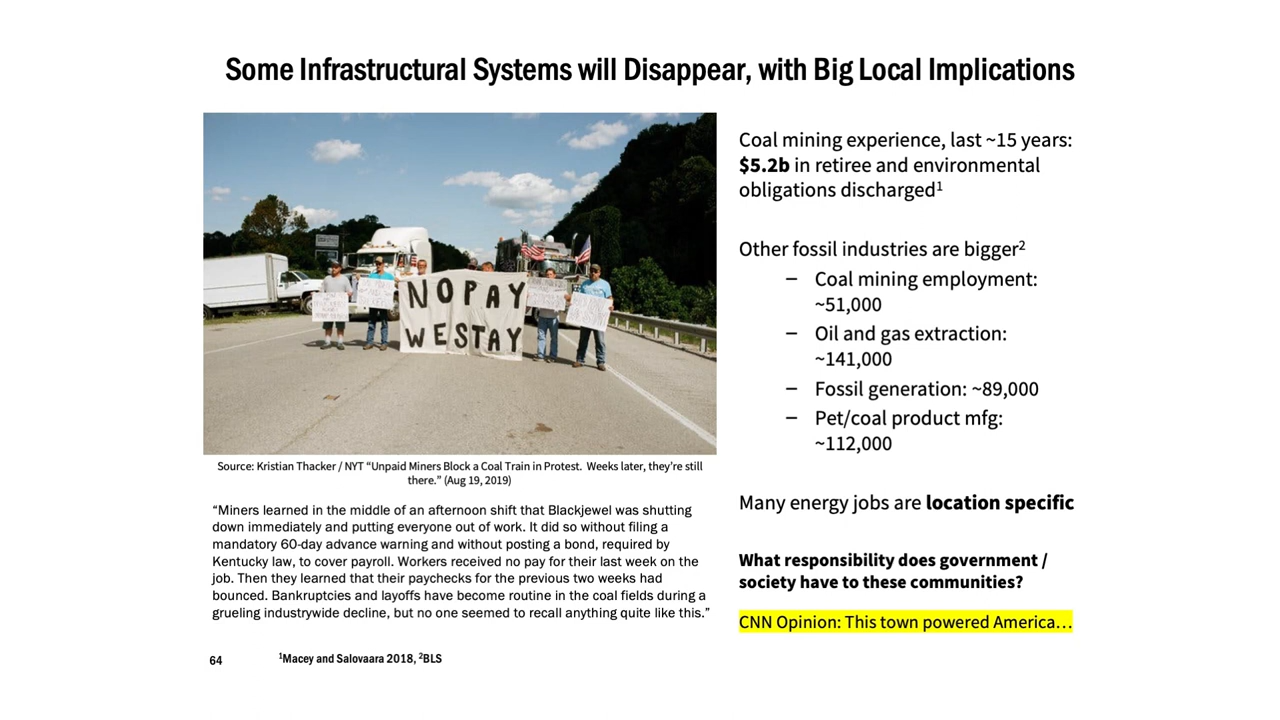 Some Infrastructural Systems will Disappear, with Big Local Implications
NO PAY
WE STAY
Source: Kristian Thacker / NYT “Unpaid Miners Block a Coal Train in Protest.  Weeks later, they’re still
there.” (Aug 19, 2019)
“Miners learned in the middle of an afternoon shift that Blackjewel was shutting
down immediately and putting everyone out of work. It did so without filing a
mandatory 60-day advance warning and without posting a bond, required by
Kentucky law, to cover payroll. Workers received no pay for their last week on the
job. Then they learned that their paychecks for the previous two weeks had
bounced. Bankruptcies and layoffs have become routine in the coal fields during a
grueling industrywide decline, but no one seemed to recall anything quite like this.”
Coal mining experience, last ~15 years:
$5.2b in retiree and environmental
obligations discharged¹
Other fossil industries are bigger²
– Coal mining employment:
~51,000
– Oil and gas extraction:
~141,000
– Fossil generation: ~89,000
– Pet/coal product mfg:
~112,000
Many energy jobs are location specific
What responsibility does government /
society have to these communities?
CNN Opinion: This town powered America…
64
¹Macey and Salovaara 2018, ²BLS